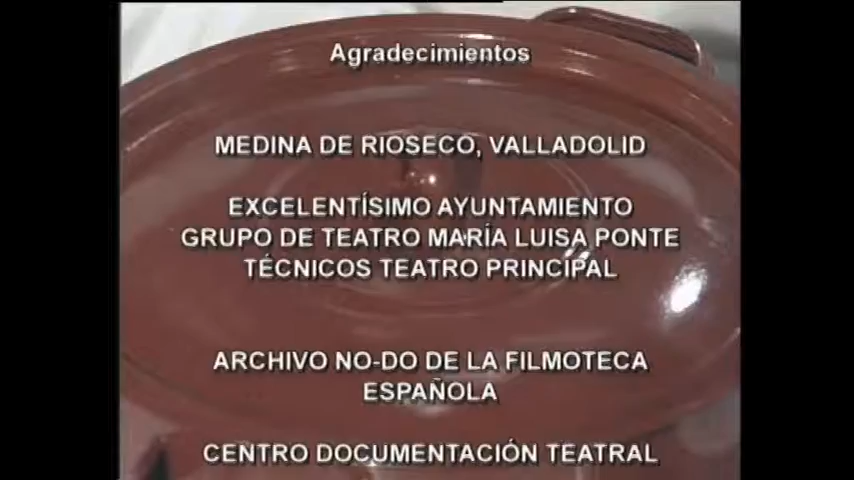 Agradecimientos
MEDINA DE RIOSECO, VALLADOLID
EXCELENTÍSIMO AYUNTAMIENTO
GRUPO DE TEATRO MARÍA LUISA PONTE
TÉCNICOS TEATRO PRINCIPAL
ARCHIVO NO-DO DE LA FILMOTECA
ESPAÑOLA
CENTRO DOCUMENTACIÓN TEATRAL